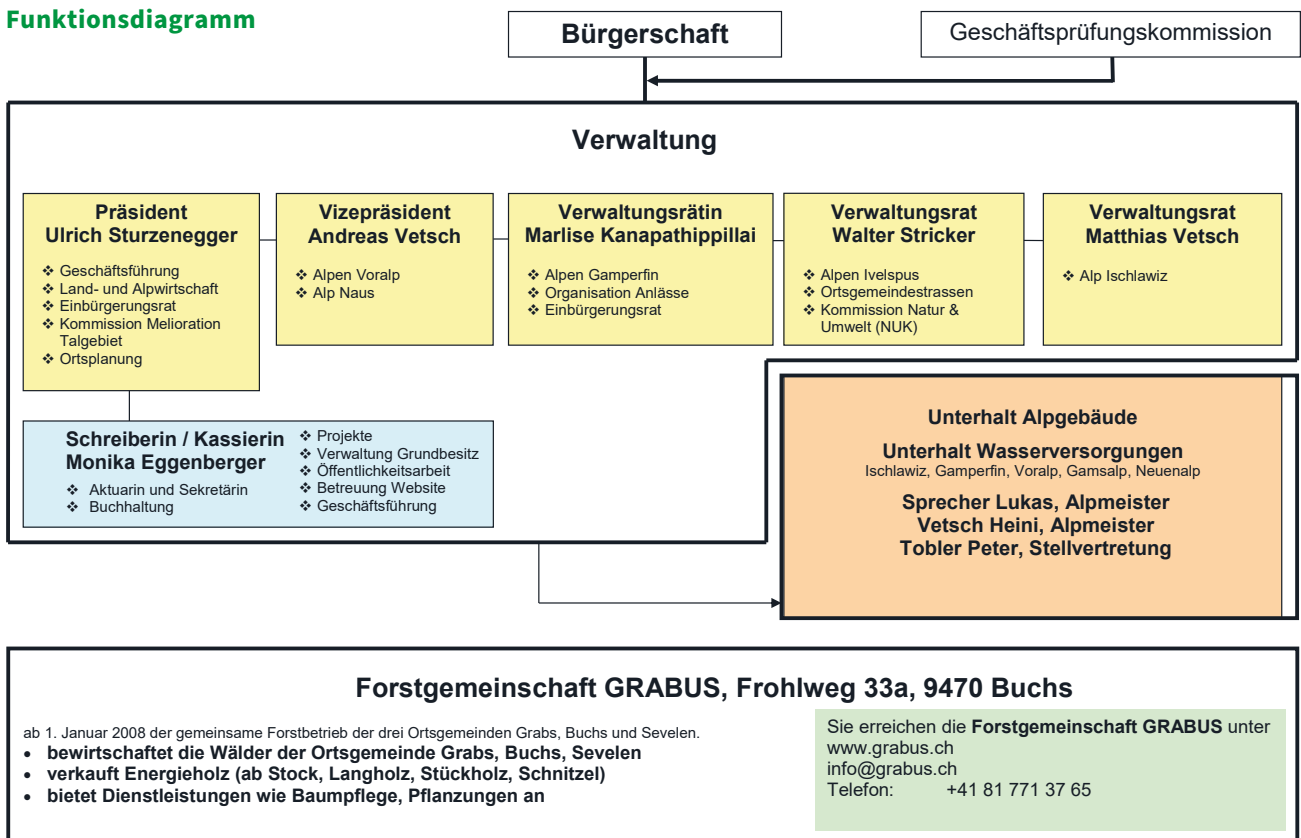 Funktionsdiagramm
Bürgerschaft
Geschäftsprüfungskommission
Verwaltung
Präsident
Ulrich Sturzenegger
❖ Geschäftsführung
❖ Land- und Alpwirtschaft
❖ Einbürgerungsrat
❖ Kommission Melioration
Talgebiet
❖ Ortsplanung
Vizepräsident
Andreas Vetsch
❖ Alpen Voralp
❖ Alp Naus
Verwaltungsrätin
Marlise Kanapathippillai
❖ Alpen Gamperfin
❖ Organisation Anlässe
❖ Einbürgerungsrat
Verwaltungsrat
Walter Stricker
❖ Alpen Ivelspus
❖ Ortsgemeindestrassen
❖ Kommission Natur &
Umwelt (NUK)
Verwaltungsrat
Matthias Vetsch
❖ Alp Ischlawiz
Schreiberin / Kassierin
Monika Eggenberger
❖ Aktuarin und Sekretärin
❖ Buchhaltung
❖ Projekte
❖ Verwaltung Grundbesitz
❖ Öffentlichkeitsarbeit
❖ Betreuung Website
❖ Geschäftsführung
Unterhalt Alpgebäude
Unterhalt Wasserversorgungen
Ischlawiz, Gamperfin, Voralp, Gamsalp, Neuenalp
Sprecher Lukas, Alpmeister
Vetsch Heini, Alpmeister
Tobler Peter, Stellvertretung
Forstgemeinschaft GRABUS, Frohlweg 33a, 9470 Buchs
ab 1. Januar 2008 der gemeinsame Forstbetrieb der drei Ortsgemeinden Grabs, Buchs und Sevelen.
• bewirtschaftet die Wälder der Ortsgemeinde Grabs, Buchs, Sevelen
• verkauft Energieholz (ab Stock, Langholz, Stückholz, Schnitzel)
• bietet Dienstleistungen wie Baumpflege, Pflanzungen an
Sie erreichen die Forstgemeinschaft GRABUS unter
www.grabus.ch
info@grabus.ch
Telefon: +41 81 771 37 65